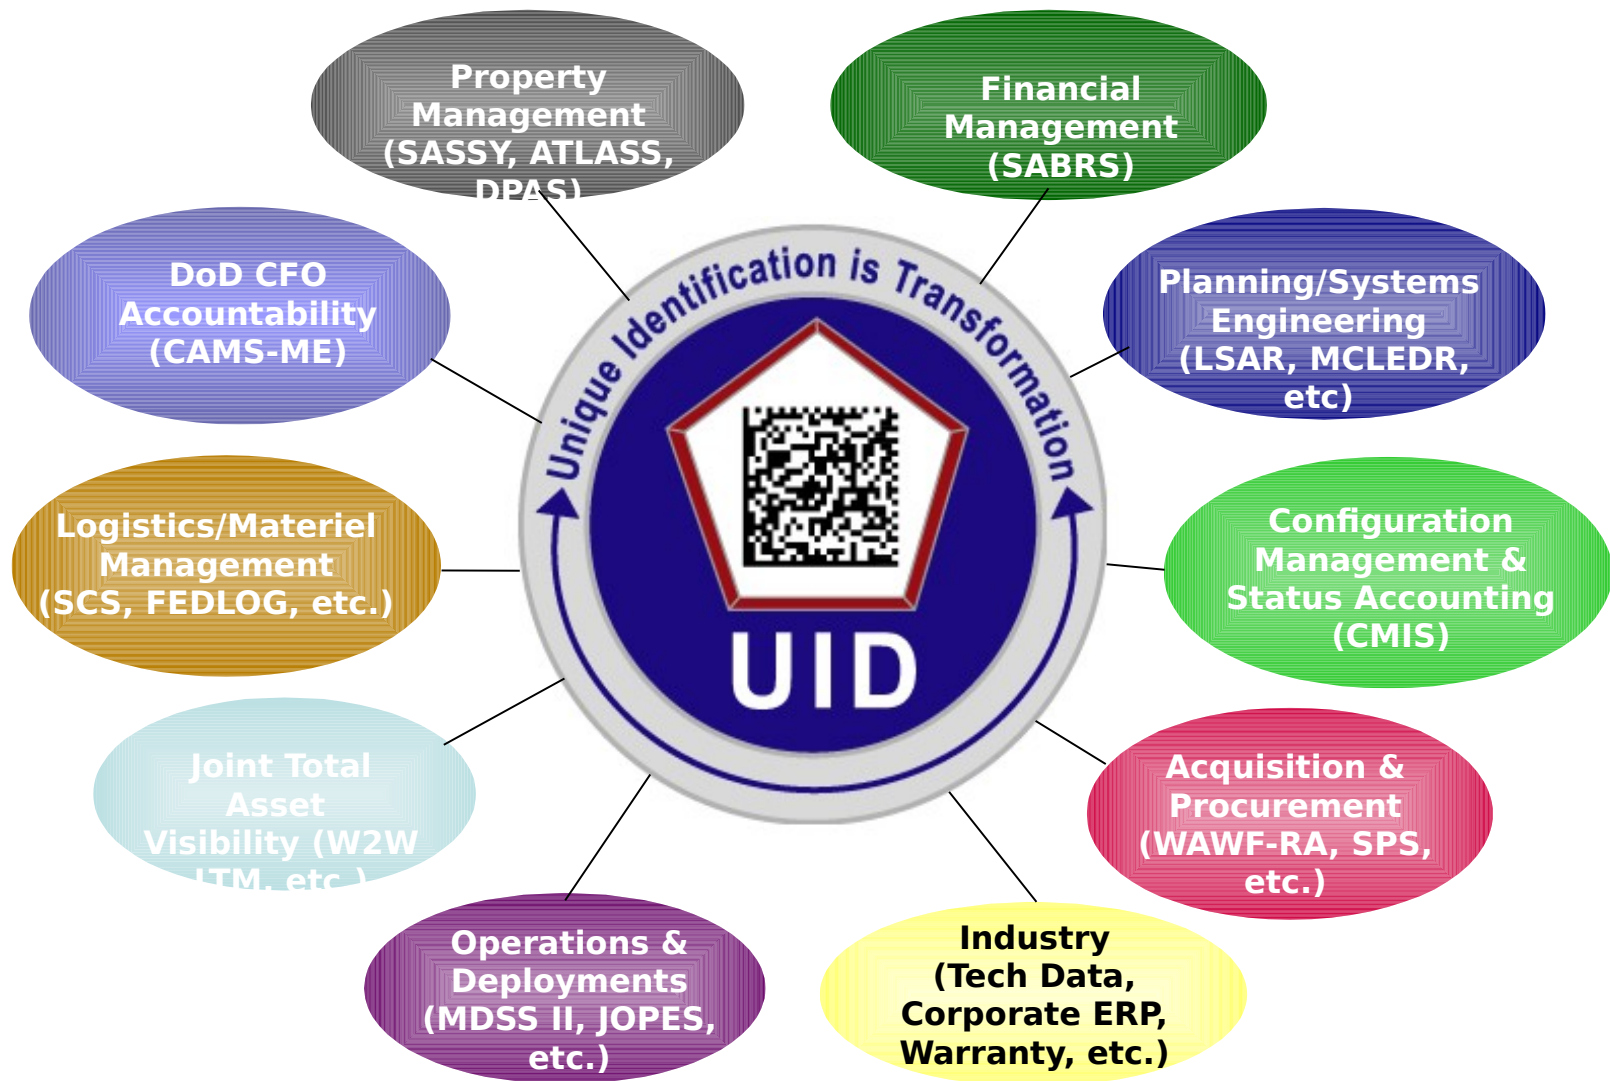 Property
Management
(SASSY, ATLASS,
DPAS)
Financial
Management
(SABRS)
DoD CFO
Accountability
(CAMS-ME)
Planning/Systems
Engineering
(LSAR, MCLEDR,
etc)
Unique Identification is Transformation
UID
Logistics/Materiel
Management
(SCS, FEDLOG, etc.)
Configuration
Management &
Status Accounting
(CMIS)
Joint Total
Asset
Visibility (W2W
ITM, etc.)
Acquisition &
Procurement
(WAWF-RA, SPS,
etc.)
Operations &
Deployments
(MDSS II, JOPES,
etc.)
Industry
(Tech Data,
Corporate ERP,
Warranty, etc.)